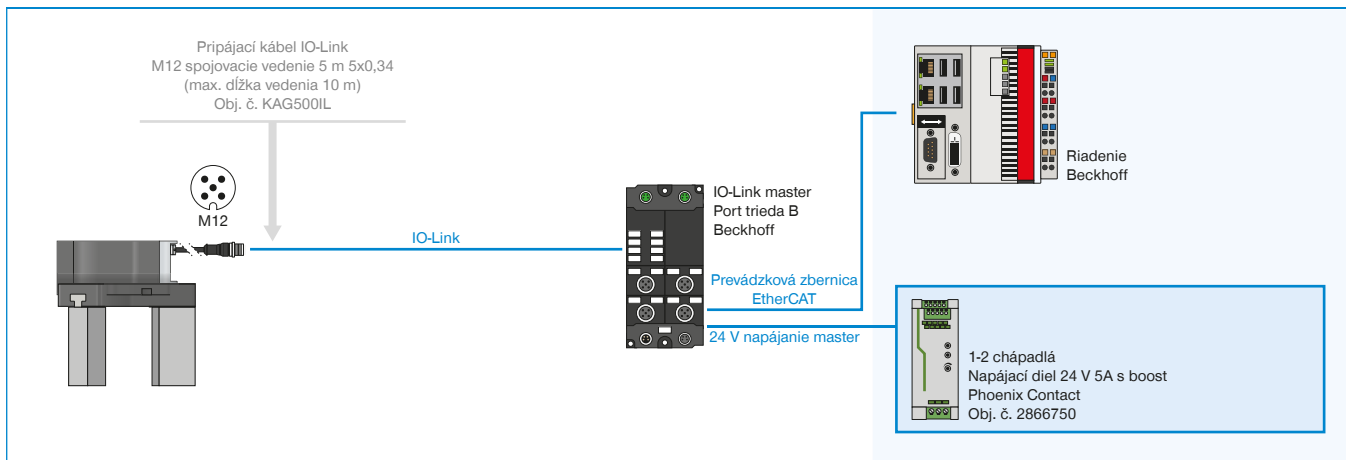 Pripájací kábel IO-Link
M12 spojovacie vedenie 5 m 5x0,34
(max. dĺžka vedenia 10 m)
Obj. č. KAG500IL
M12
IO-Link
IO-Link master
Port trieda B
Beckhoff
Prevádzková zbernica
EtherCAT
24 V napájanie master
Riadenie
Beckhoff
1-2 chápadlá
Napájací diel 24 V 5A s boost
Phoenix Contact
Obj. č. 2866750